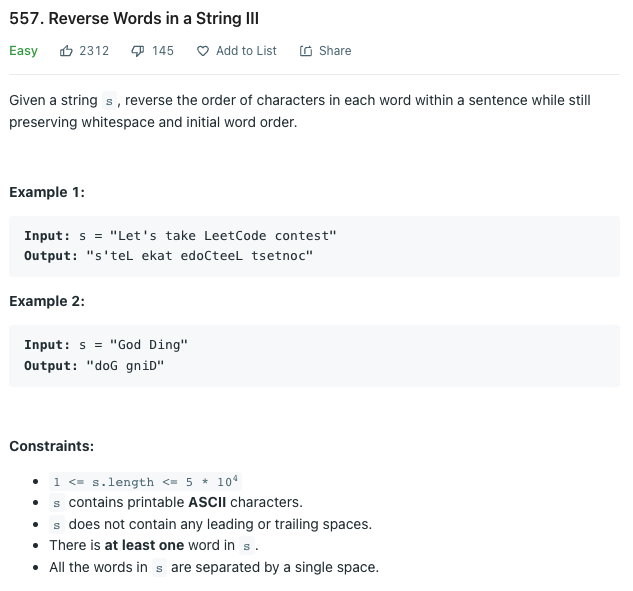 557. Reverse Words in a String III
Easy 2312 145 Add to List Share
Given a string s, reverse the order of characters in each word within a sentence while still
preserving whitespace and initial word order.
Example 1:
Input: s = "Let's take LeetCode contest"
Output: "s'teL ekat edoCteeL tsetnoc"
Example 2:
Input: s = "God Ding"
Output: "doG gniD"
Constraints:
• 1 <= s.length <= 5 * 10⁴
• s contains printable ASCII characters.
• s does not contain any leading or trailing spaces.
• There is at least one word in s.
• All the words in s are separated by a single space.